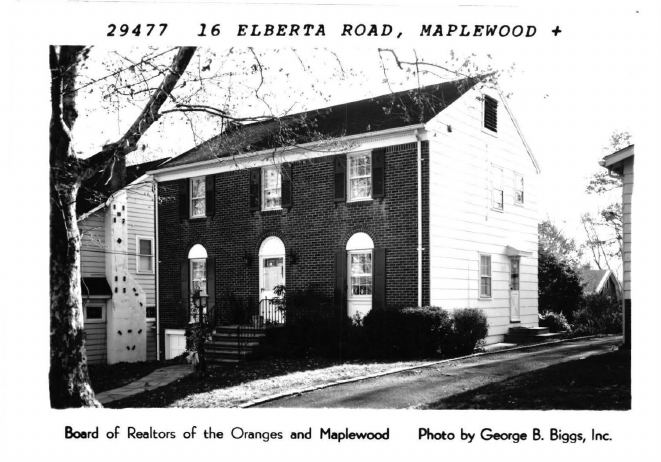 29477 16 ELBERTA ROAD, MAPLEWOOD +
Board of Realtors of the Oranges and Maplewood Photo by George B. Biggs, Inc.